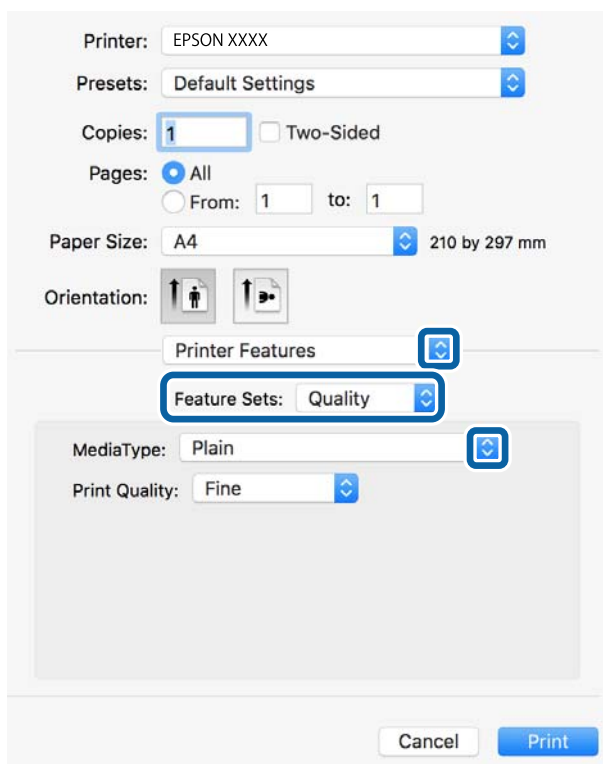 Printer: EPSON XXXX
Presets: Default Settings
Copies: 1 Two-Sided
Pages: All
From: 1 to: 1
Paper Size: A4 210 by 297 mm
Orientation:
Printer Features
Feature Sets: Quality
MediaType: Plain
Print Quality: Fine
Cancel Print